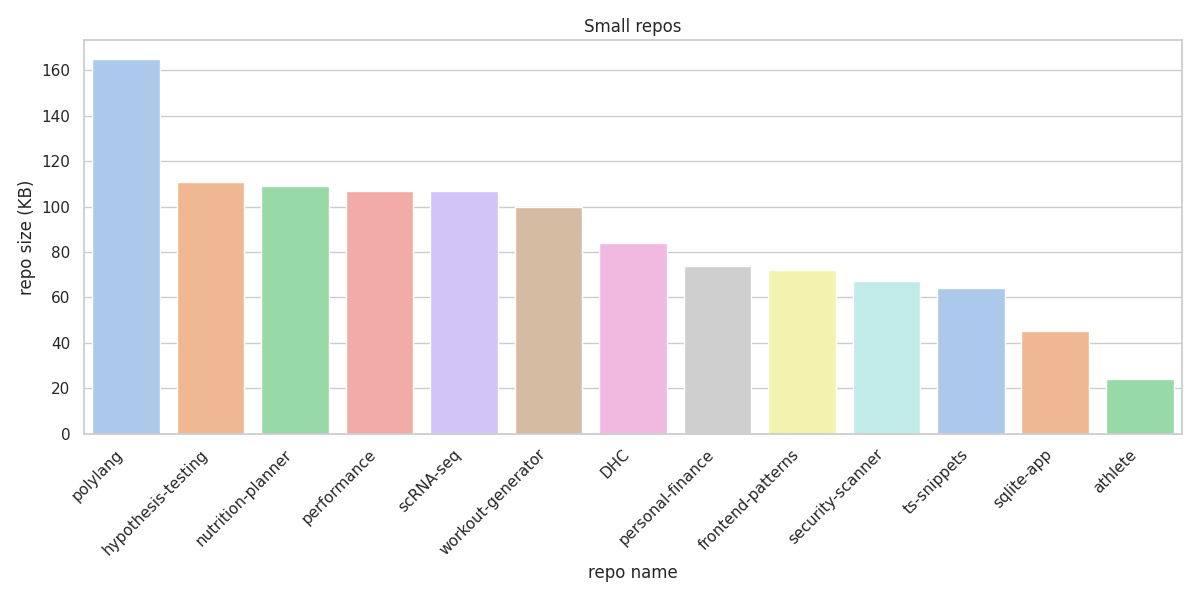 Small repos
repo size (KB)
160
140
120
100
80
60
40
20
0
polylang
hypothesis-testing
nutrition-planner
performance
scRNA-seq
workout-generator
DHC
personal-finance
frontend-patterns
security-scanner
ts-snippets
sqlite-app
athlete
repo name